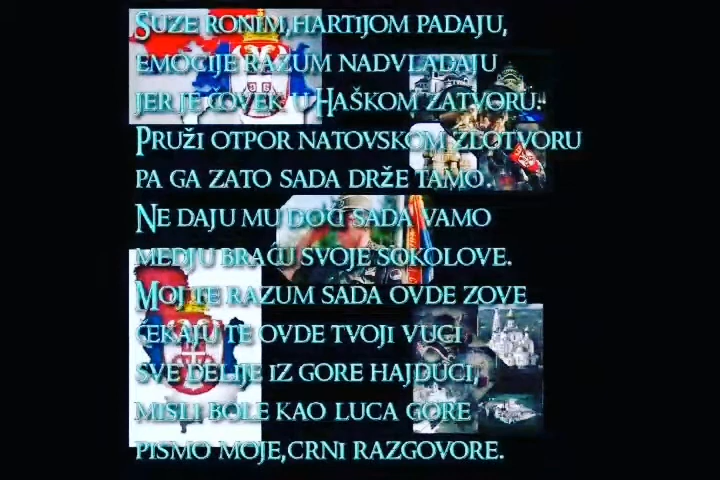 SUZE RONIM,HARTIJOM PADAJU,
EMOCIJE RAZUM NADVLADAJU
JER JE ČOVEK U HAŠKOM ZATVORU.
PRUŽI OTPOR NATOVSKOM ZLOTVORU
PA GA ZATO SADA DRŽE TAMO.
NE DAJU MU DOĆI SADA VAMO
MEDJU BRAĆU SVOJE SOKOLOVE.
MOJ TE RAZUM SADA OVDE ZOVE
ČEKAJU TE OVDE TVOJI VUCI
SVE DELIJE IZ GORE HAJDUCI,
MISLI BOLE KAO LUCA GORE
PISMO MOJE,CRNI RAZGOVORE.